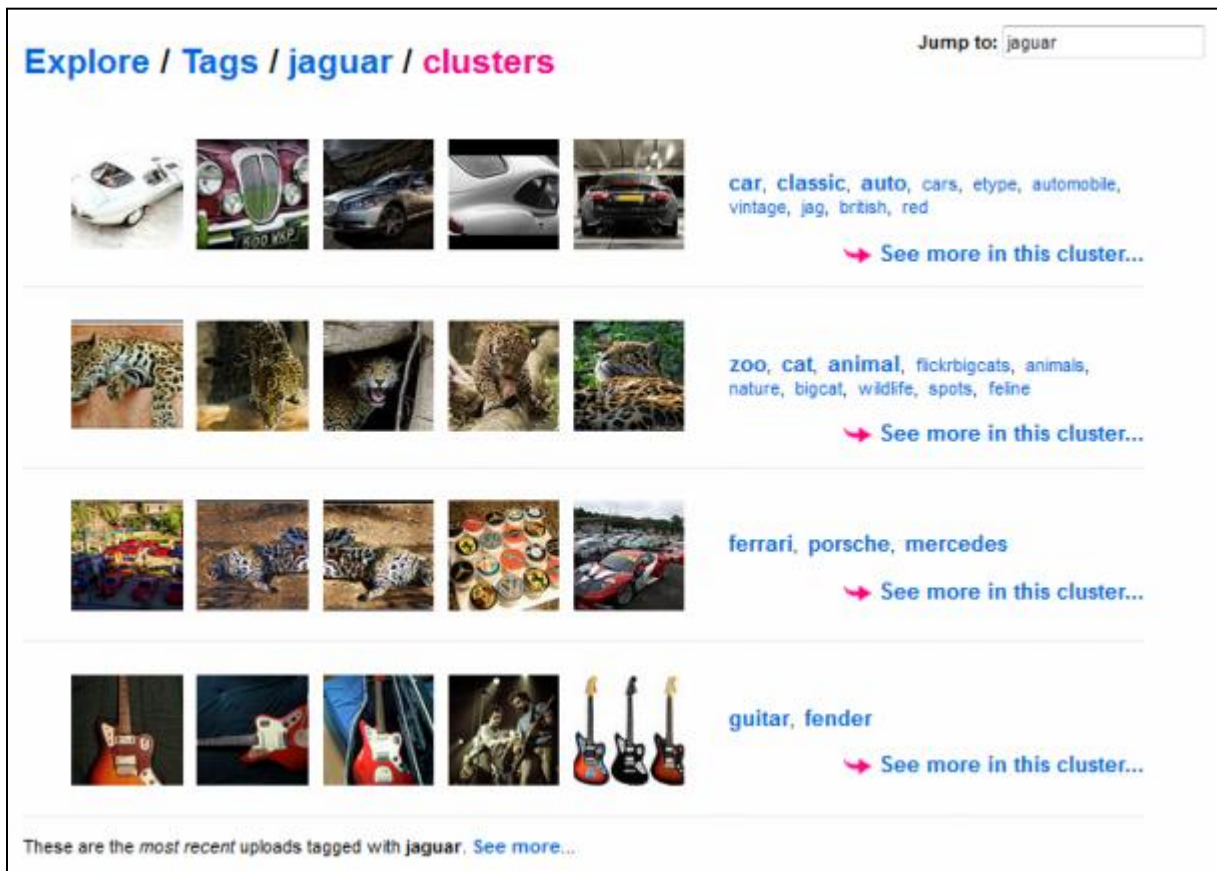 Jump to: jaguar
Explore / Tags / jaguar / clusters
car, classic, auto, cars, etype, automobile,
vintage, jag, british, red
See more in this cluster...
zoo, cat, animal, flickrbigcats, animals,
nature, bigcat, wildlife, spots, feline
See more in this cluster...
ferrari, porsche, mercedes
See more in this cluster...
guitar, fender
See more in this cluster...
These are the most recent uploads tagged with jaguar. See more...